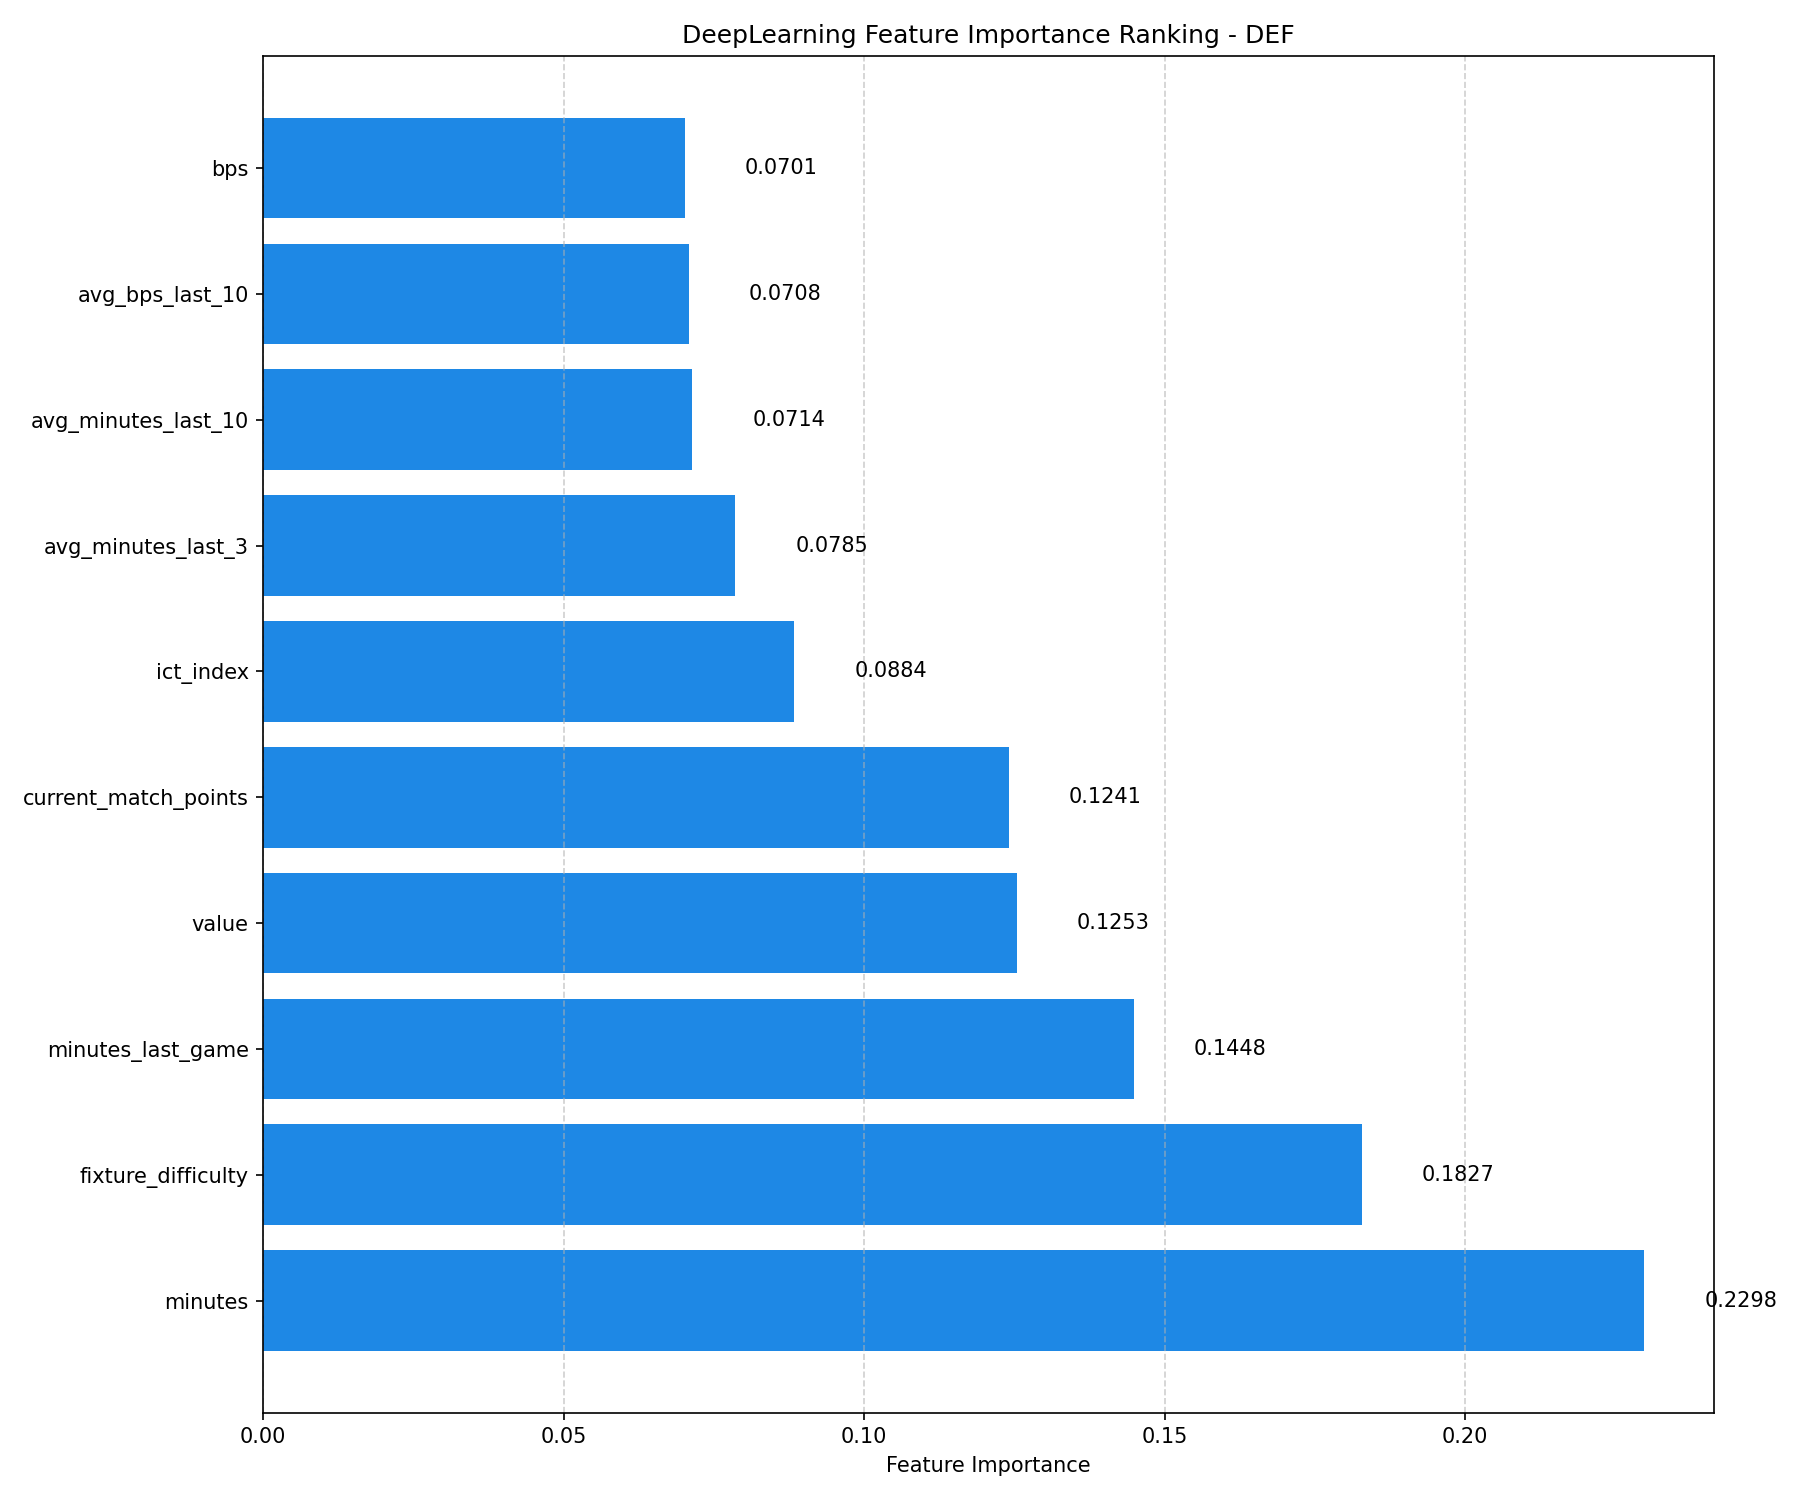 DeepLearning Feature Importance Ranking - DEF
bps
0.0701
avg_bps_last_10
0.0708
avg_minutes_last_10
0.0714
avg_minutes_last_3
0.0785
ict_index
0.0884
current_match_points
0.1241
value
0.1253
minutes_last_game
0.1448
fixture_difficulty
0.1827
minutes
0.2298
0.00 0.05 0.10 0.15 0.20
Feature Importance